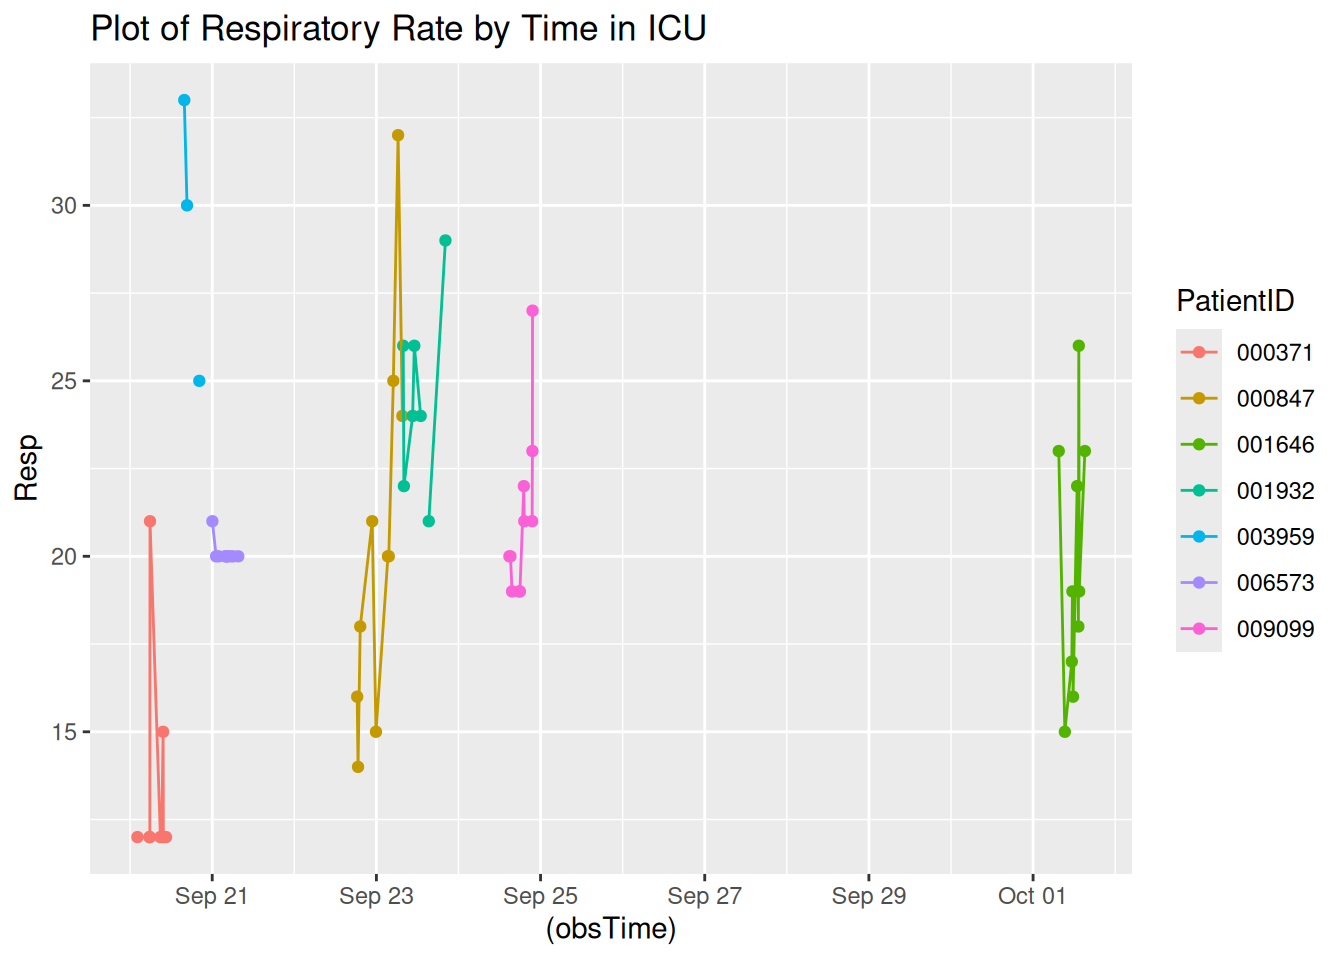 Plot of Respiratory Rate by Time in ICU
Resp
30
25
20
15
Sep 21 Sep 23 Sep 25 Sep 27 Sep 29 Oct 01
(obsTime)
PatientID
000371
000847
001646
001932
003959
006573
009099